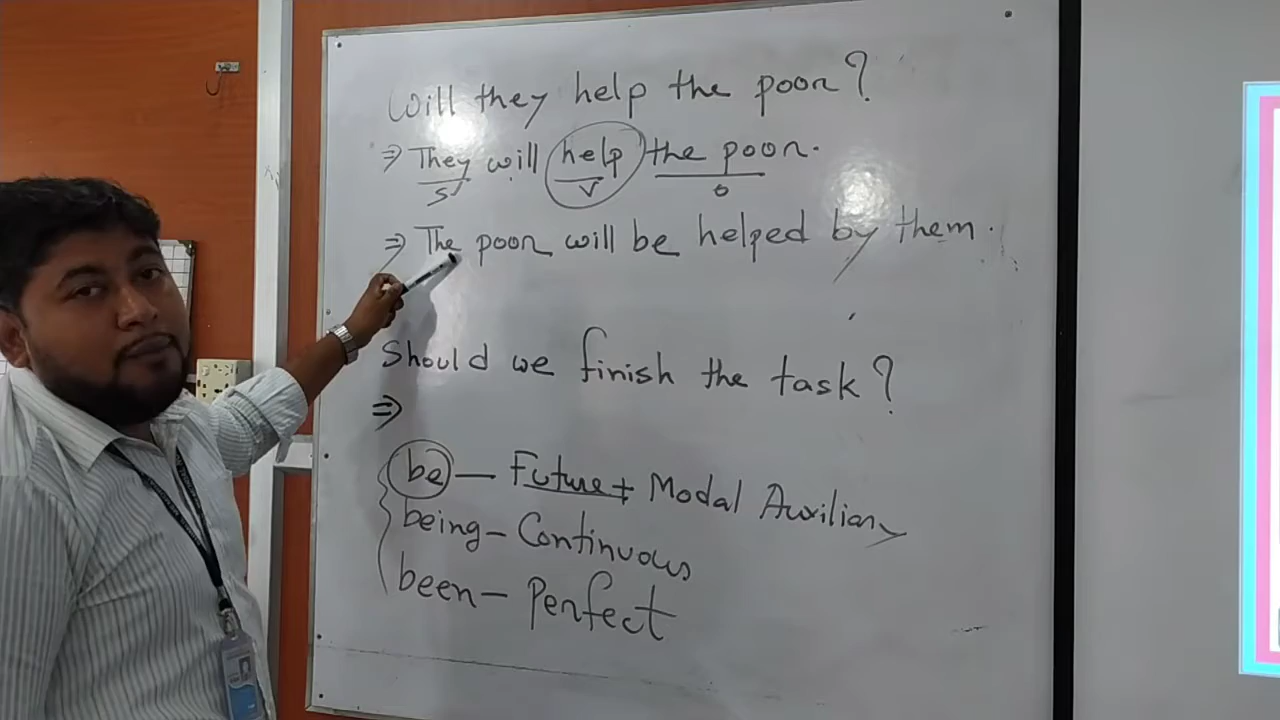 Will they help the poor?
⇒ They will help the poor.
S V O
⇒ The poor will be helped by them.
Should we finish the task?
⇒
be — Future + Modal Auxiliary
being – Continuous
been – Perfect